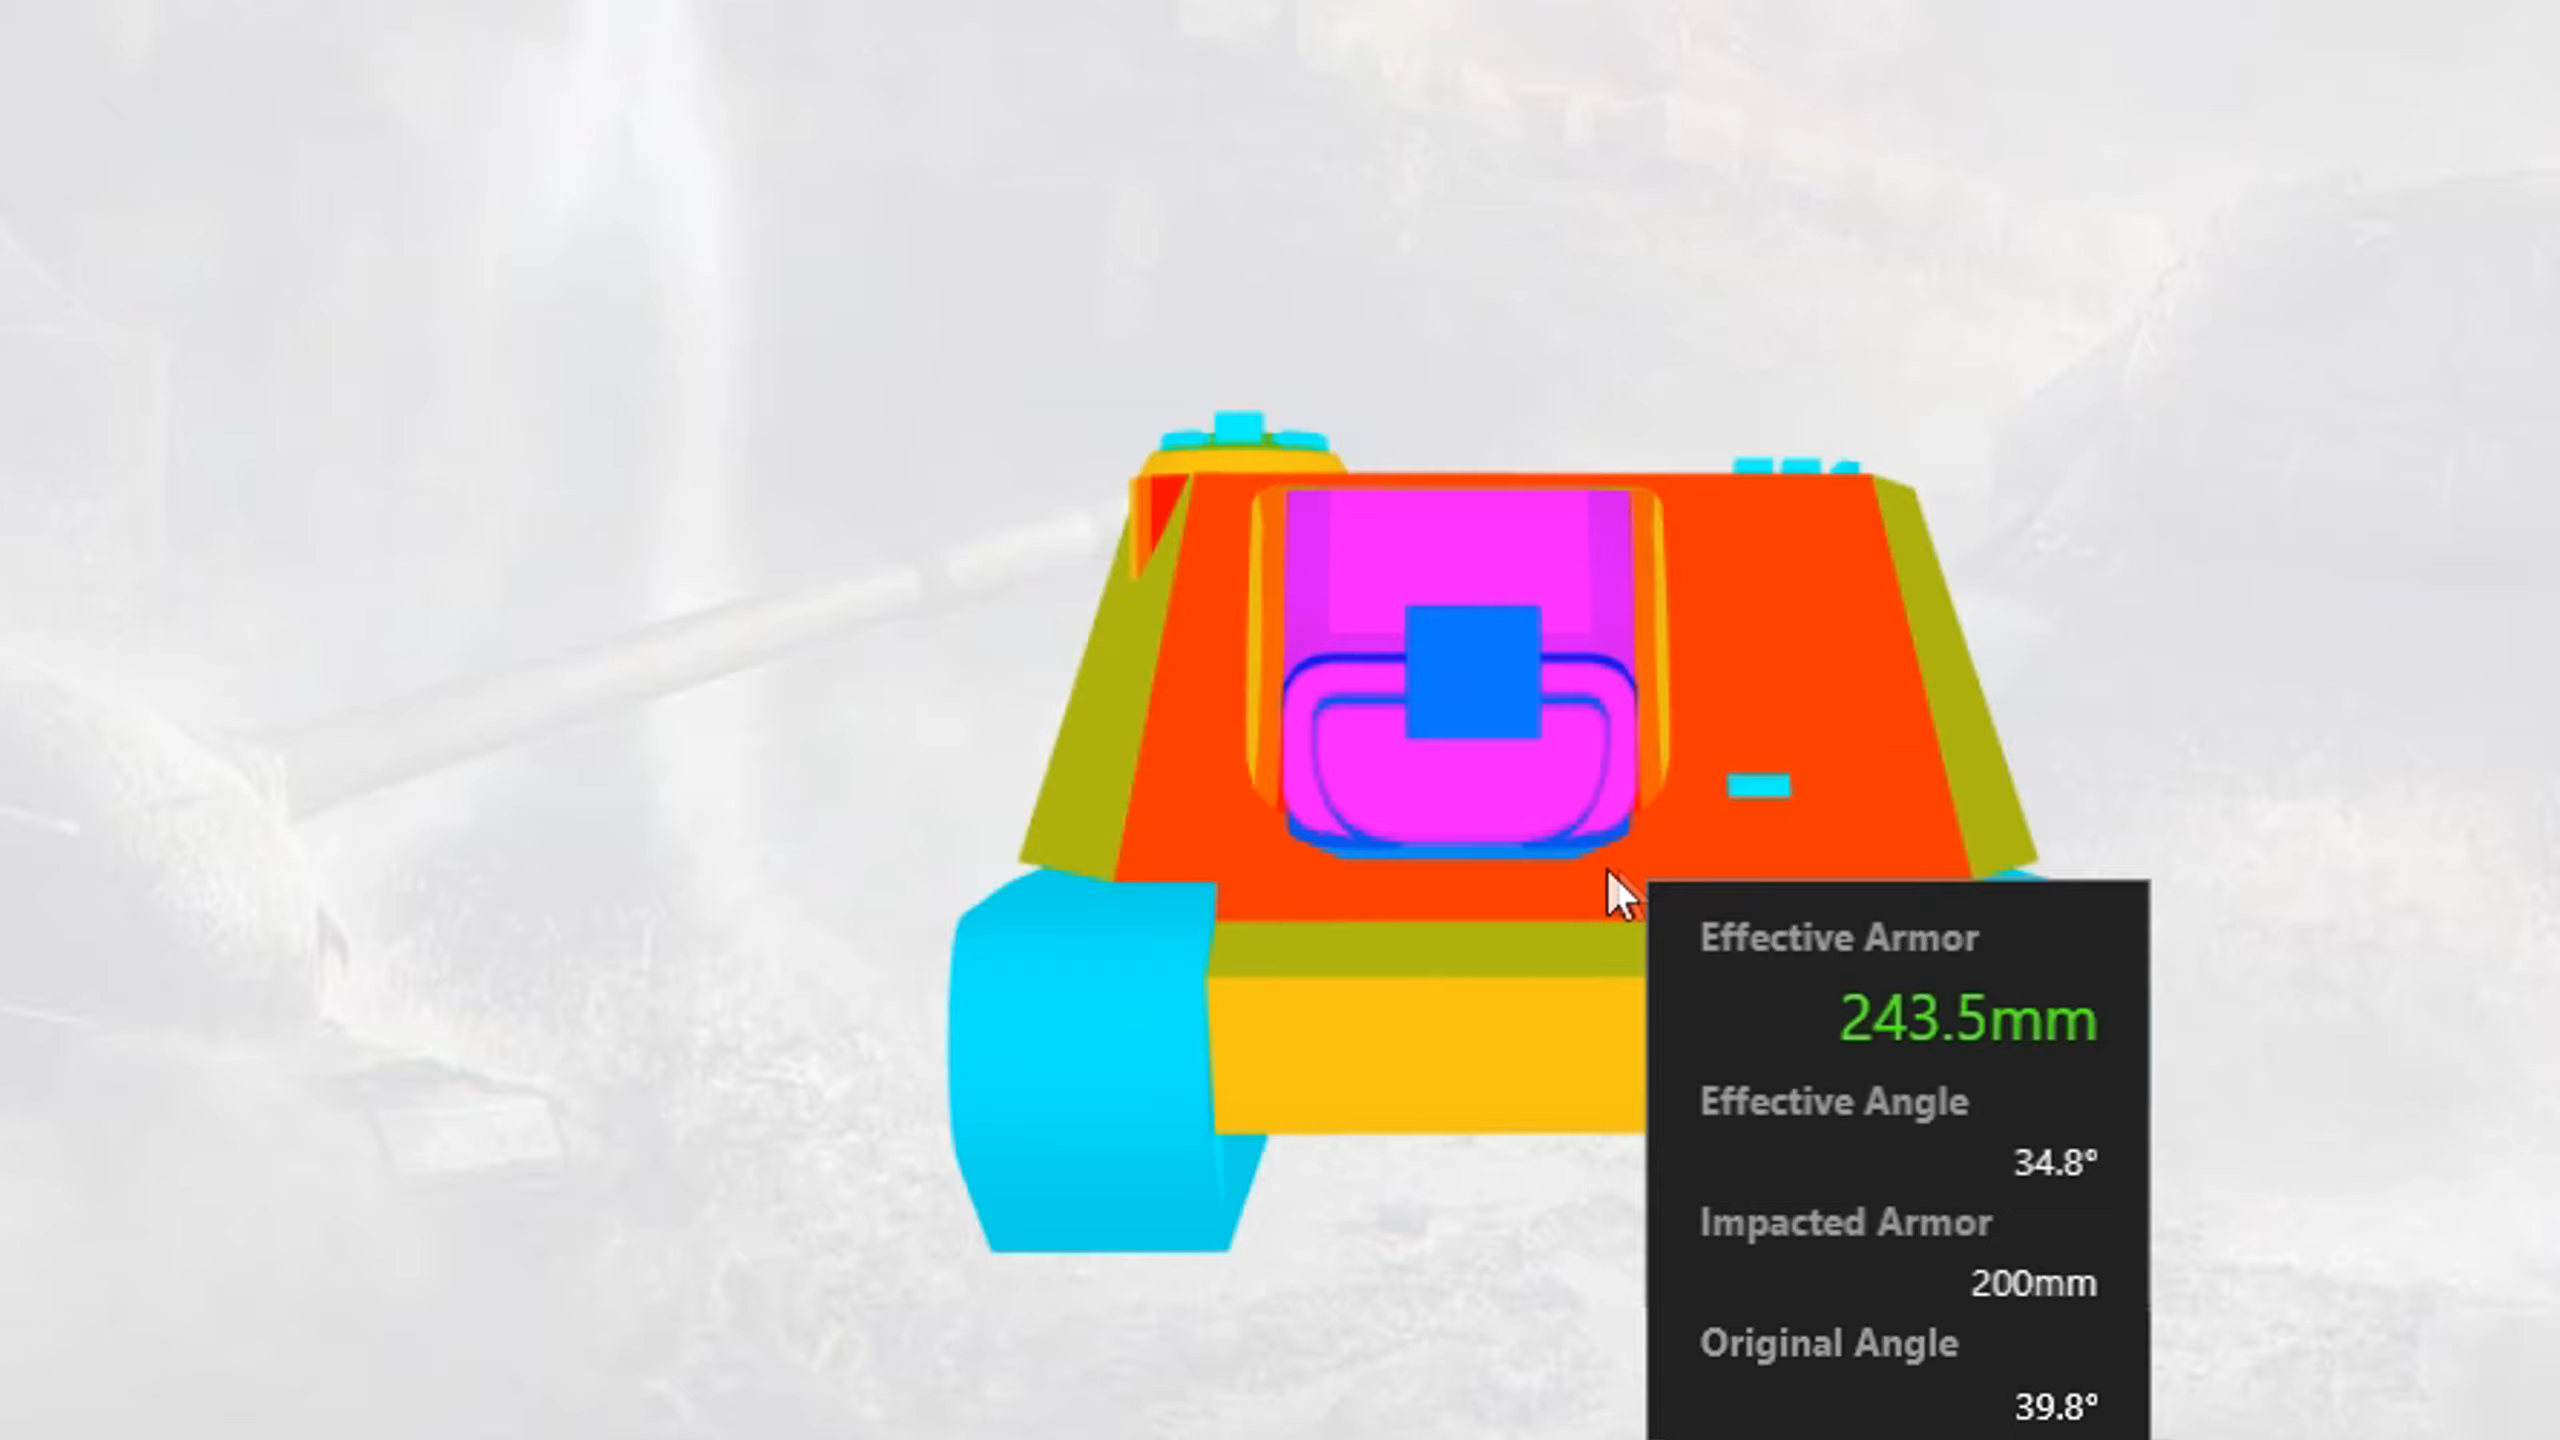 Effective Armor
243.5mm
Effective Angle
34.8°
Impacted Armor
200mm
Original Angle
39.8°